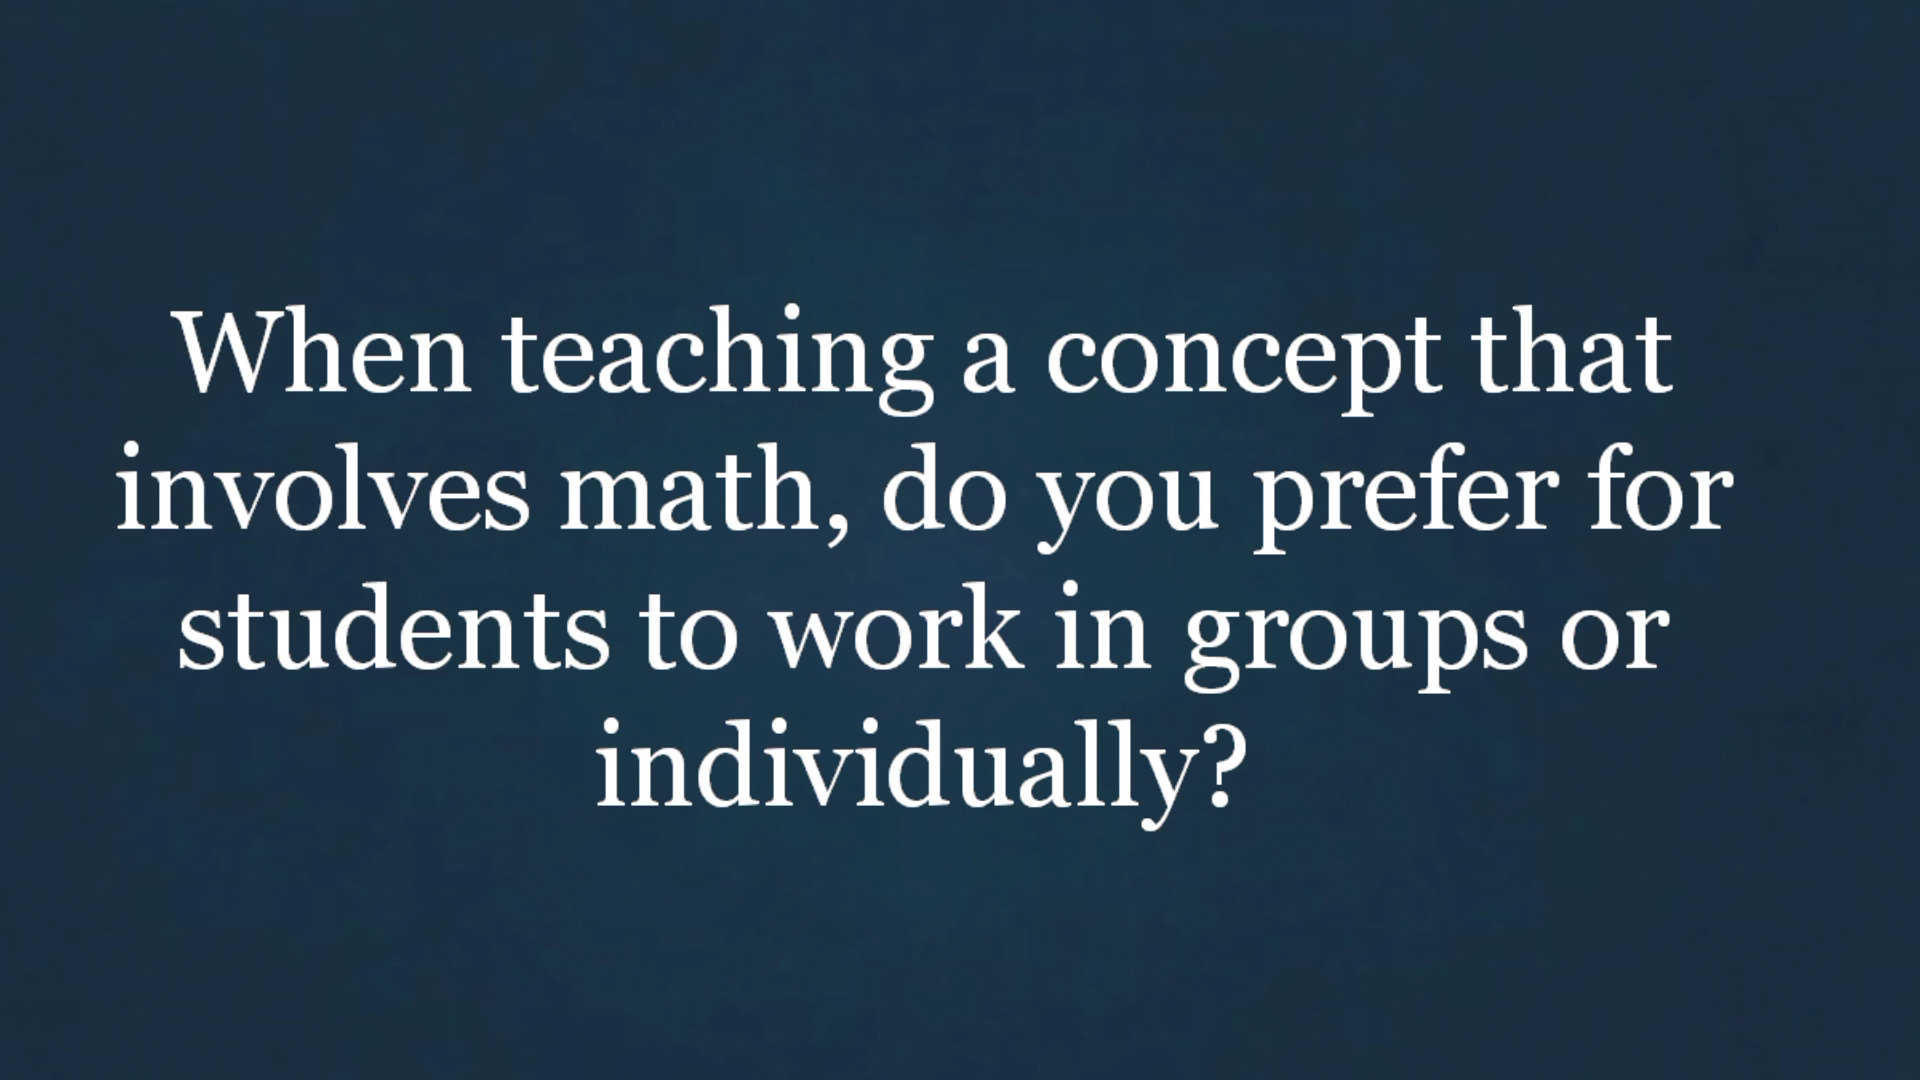 When teaching a concept that
involves math, do you prefer for
students to work in groups or
individually?